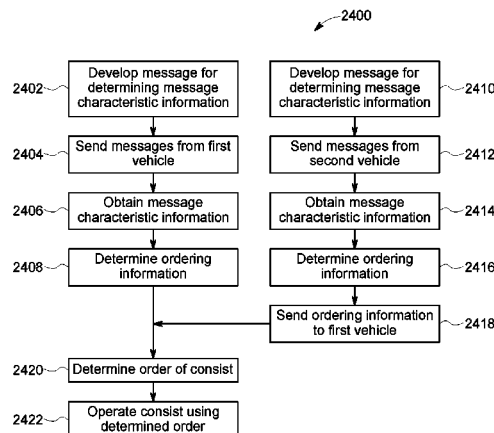 2400
2402
Develop message for
determining message
characteristic information
2404
Send messages from first
vehicle
2406
Obtain message
characteristic information
2408
Determine ordering
information
Develop message for
determining message
characteristic information
2410
Send messages from
second vehicle
2412
Obtain message
characteristic information
2414
Determine ordering
information
2416
Send ordering information
to first vehicle
2418
2420
Determine order of consist
2422
Operate consist using
determined order